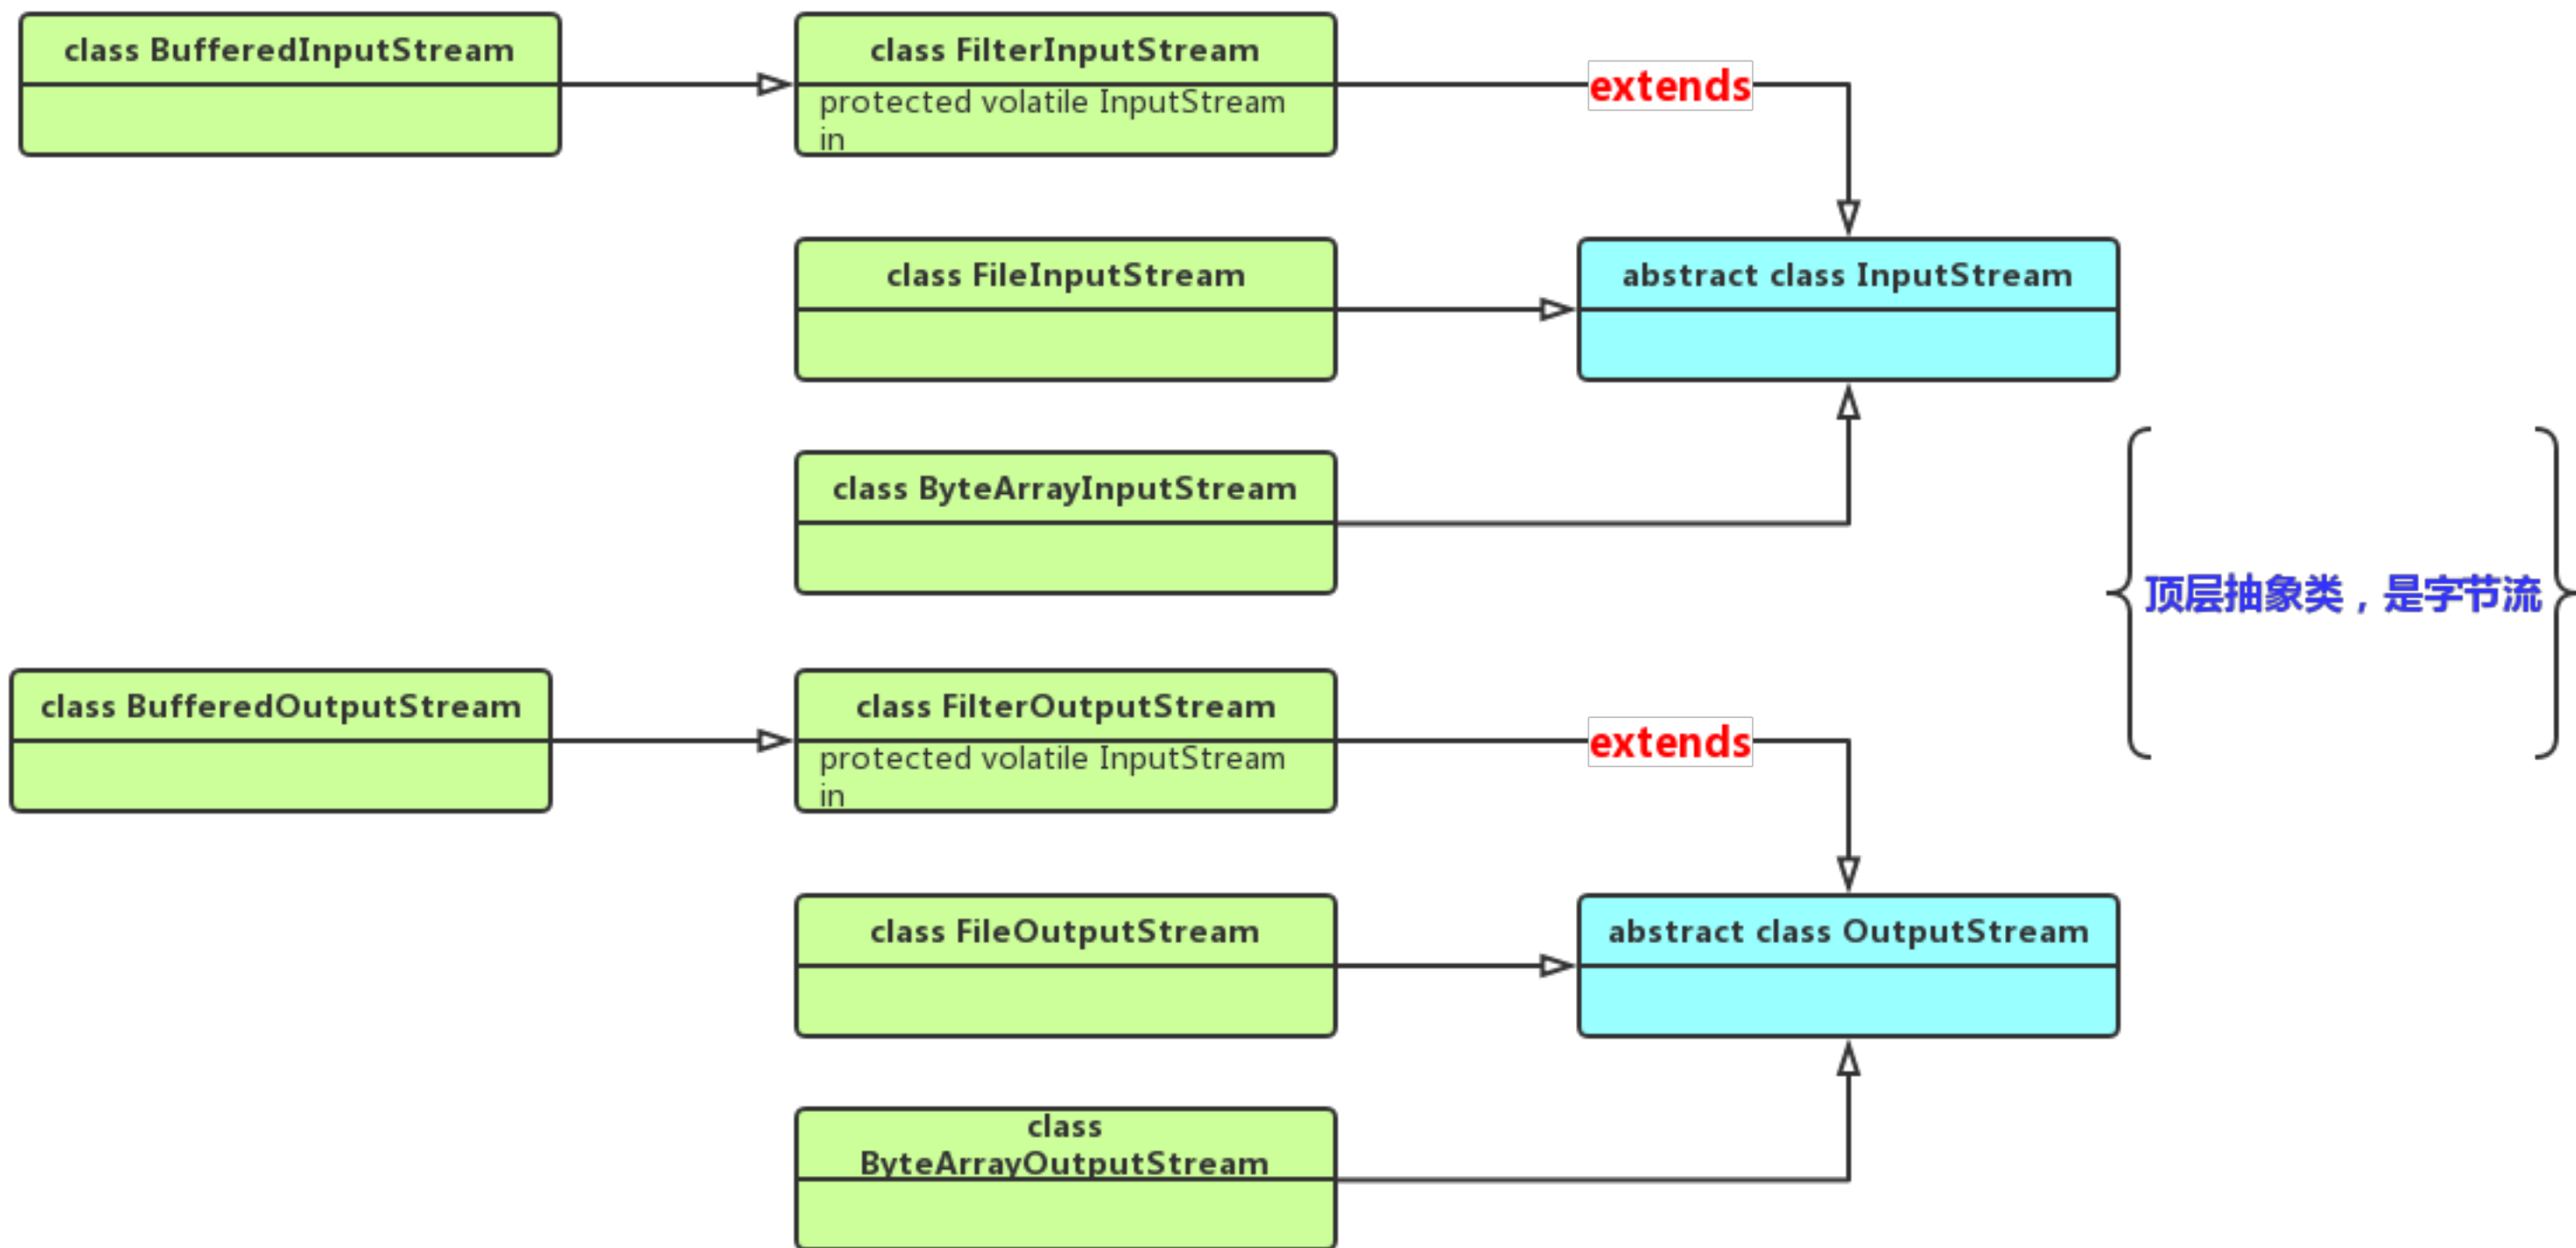 class BufferedInputStream
class FilterInputStream
protected volatile InputStream
in
extends
class FileInputStream
abstract class InputStream
class ByteArrayInputStream
顶层抽象类，是字节流
class BufferedOutputStream
class FilterOutputStream
protected volatile InputStream
in
extends
class FileOutputStream
abstract class OutputStream
class
ByteArrayOutputStream